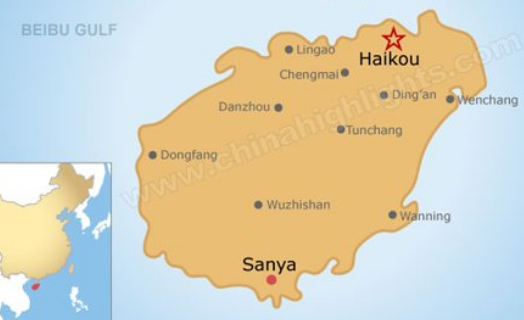 BEIBU GULF
Lingao
Haikou
Chengmai
Ding'an
Wenchang
Danzhou
Tunchang
Dongfang
www.chinahighlights.com
Wuzhishan
Wanning
Sanya